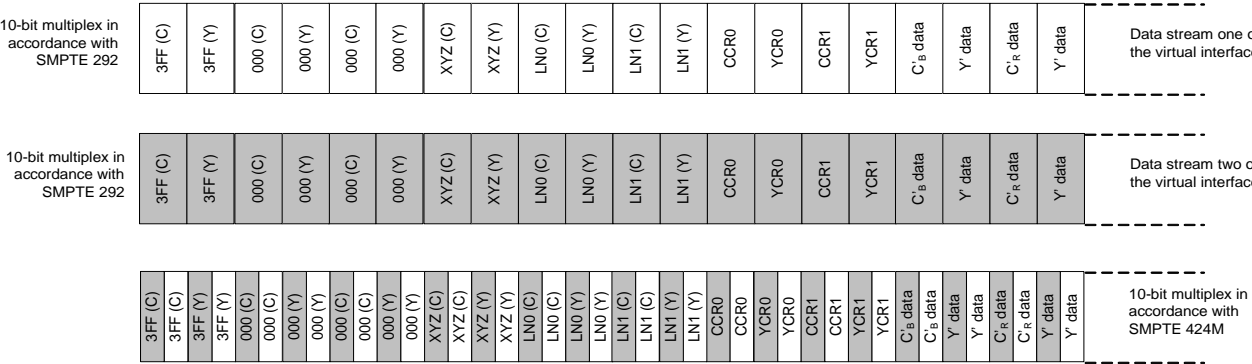 10-bit multiplex in
accordance with
SMPTE 292
3FF (C)
3FF (Y)
000 (C)
000 (Y)
000 (C)
000 (Y)
XYZ (C)
XYZ (Y)
LN0 (C)
LN0 (Y)
LN1 (C)
LN1 (Y)
CCR0
YCR0
CCR1
YCR1
C'B data
Y' data
C'R data
Y' data
Data stream one
the virtual interface
10-bit multiplex in
accordance with
SMPTE 292
3FF (C)
3FF (Y)
000 (C)
000 (Y)
000 (C)
000 (Y)
XYZ (C)
XYZ (Y)
LN0 (C)
LN0 (Y)
LN1 (C)
LN1 (Y)
CCR0
YCR0
CCR1
YCR1
C'B data
Y' data
C'R data
Y' data
Data stream two
the virtual interface
3FF (C)
3FF (C)
3FF (Y)
3FF (Y)
000 (C)
000 (C)
000 (Y)
000 (Y)
000 (C)
000 (C)
000 (Y)
000 (Y)
XYZ (C)
XYZ (C)
XYZ (Y)
XYZ (Y)
LN0 (C)
LN0 (C)
LN0 (Y)
LN0 (Y)
LN1 (C)
LN1 (C)
LN1 (Y)
LN1 (Y)
CCR0
CCR0
YCR0
YCR0
CCR1
CCR1
YCR1
YCR1
C'B data
C'B data
Y' data
Y' data
C'R data
C'R data
Y' data
Y' data
10-bit multiplex in
accordance with
SMPTE 424M